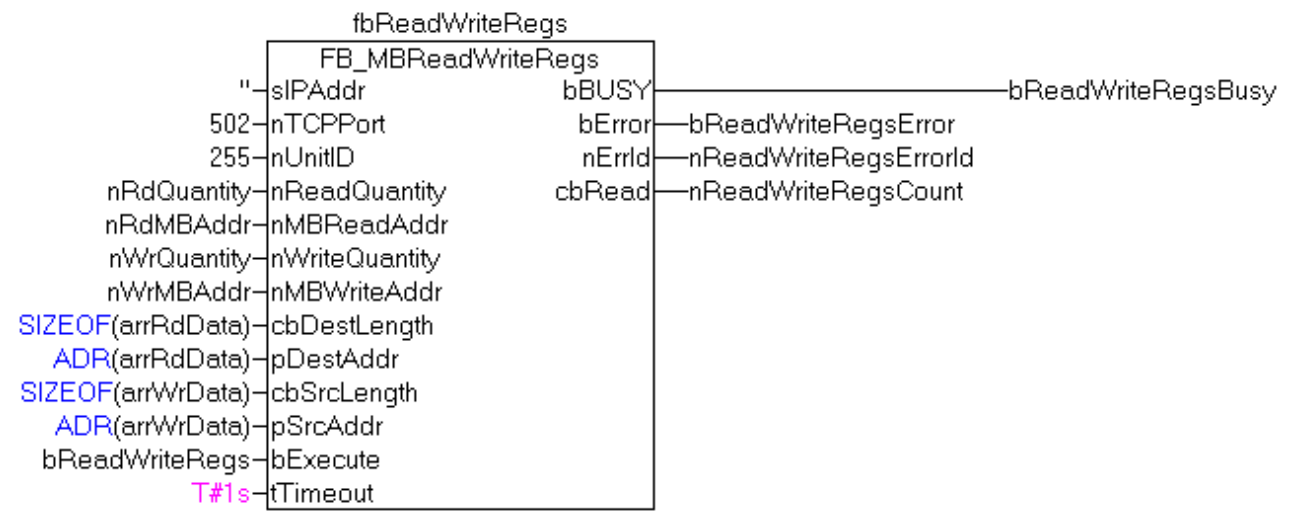 fbReadWriteRegs
FB_MBReadWriteRegs
''sIPAddr bBUSY bReadWriteRegsBusy
502 nTCPPort bError bReadWriteRegsError
255 nUnitID nErrId nReadWriteRegsErrorId
nRdQuantity nReadQuantity cbRead nReadWriteRegsCount
nRdMBAddr nMBReadAddr
nWrQuantity nWriteQuantity
nWrMBAddr nMBWriteAddr
SIZEOF(arrRdData) cbDestLength
ADR(arrRdData) pDestAddr
SIZEOF(arrWrData) cbSrcLength
ADR(arrWrData) pSrcAddr
bReadWriteRegs bExecute
T#1s tTimeout